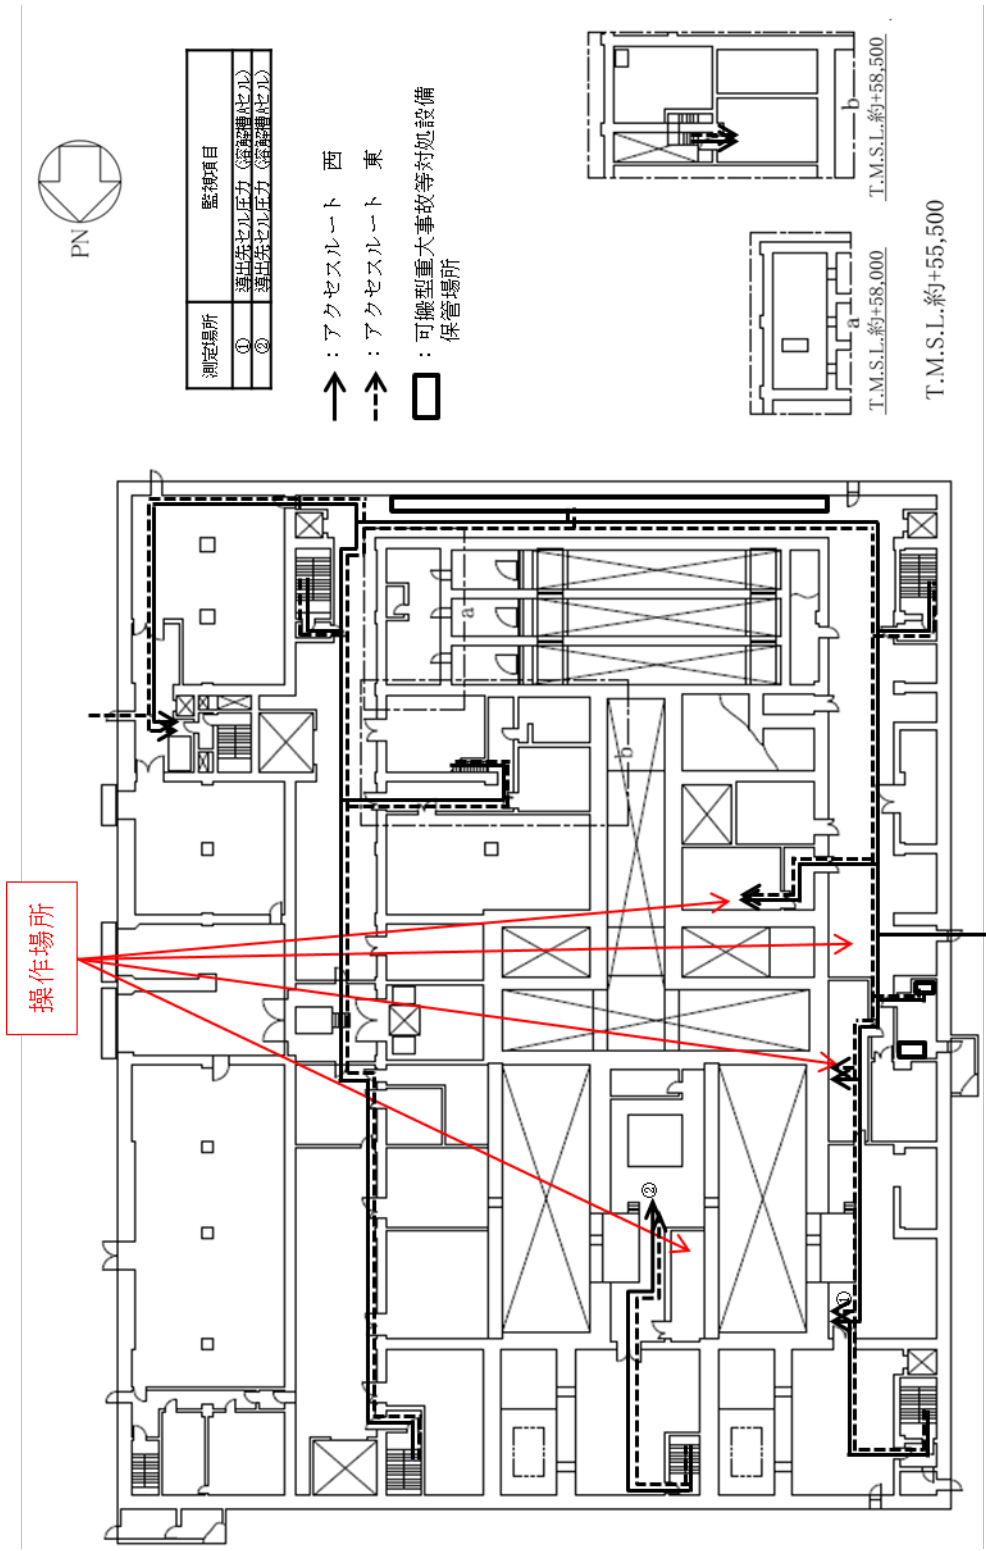 PN
測定場所 監視項目
① 導出先セル圧力（溶解槽Aセル）
② 導出先セル圧力（溶解槽Bセル）
：アクセスルート 西
：アクセスルート 東
：可搬型重大事故等対処設備
保管場所
b
T.M.S.L.約+58,500
a
T.M.S.L.約+58,000
T.M.S.L.約+55,500
操作場所
a
b
②
①